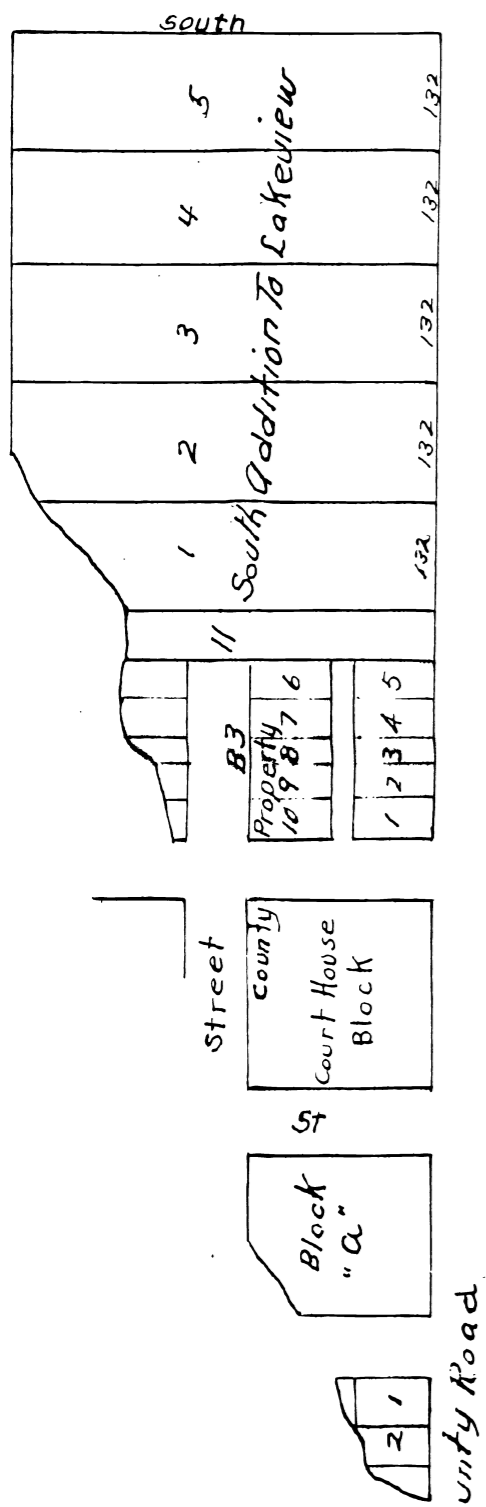 south
5
132
4
132
3
132
2
132
1
132
South Addition To Lakeview
11
6
5
7
4
8
3
9
2
10
1
B3
Property
County
Court House
Block
Street
St
Block
"a"
1
2
unty Road